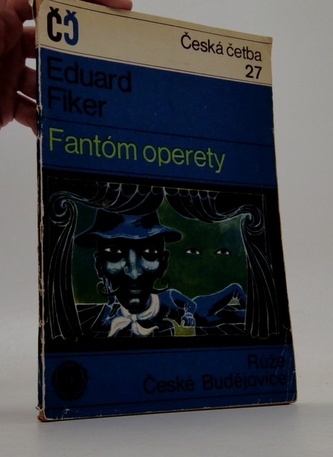 ČČ
Česká četba
27
Eduard
Fiker
Fantóm operety
Růže
České Budějovice